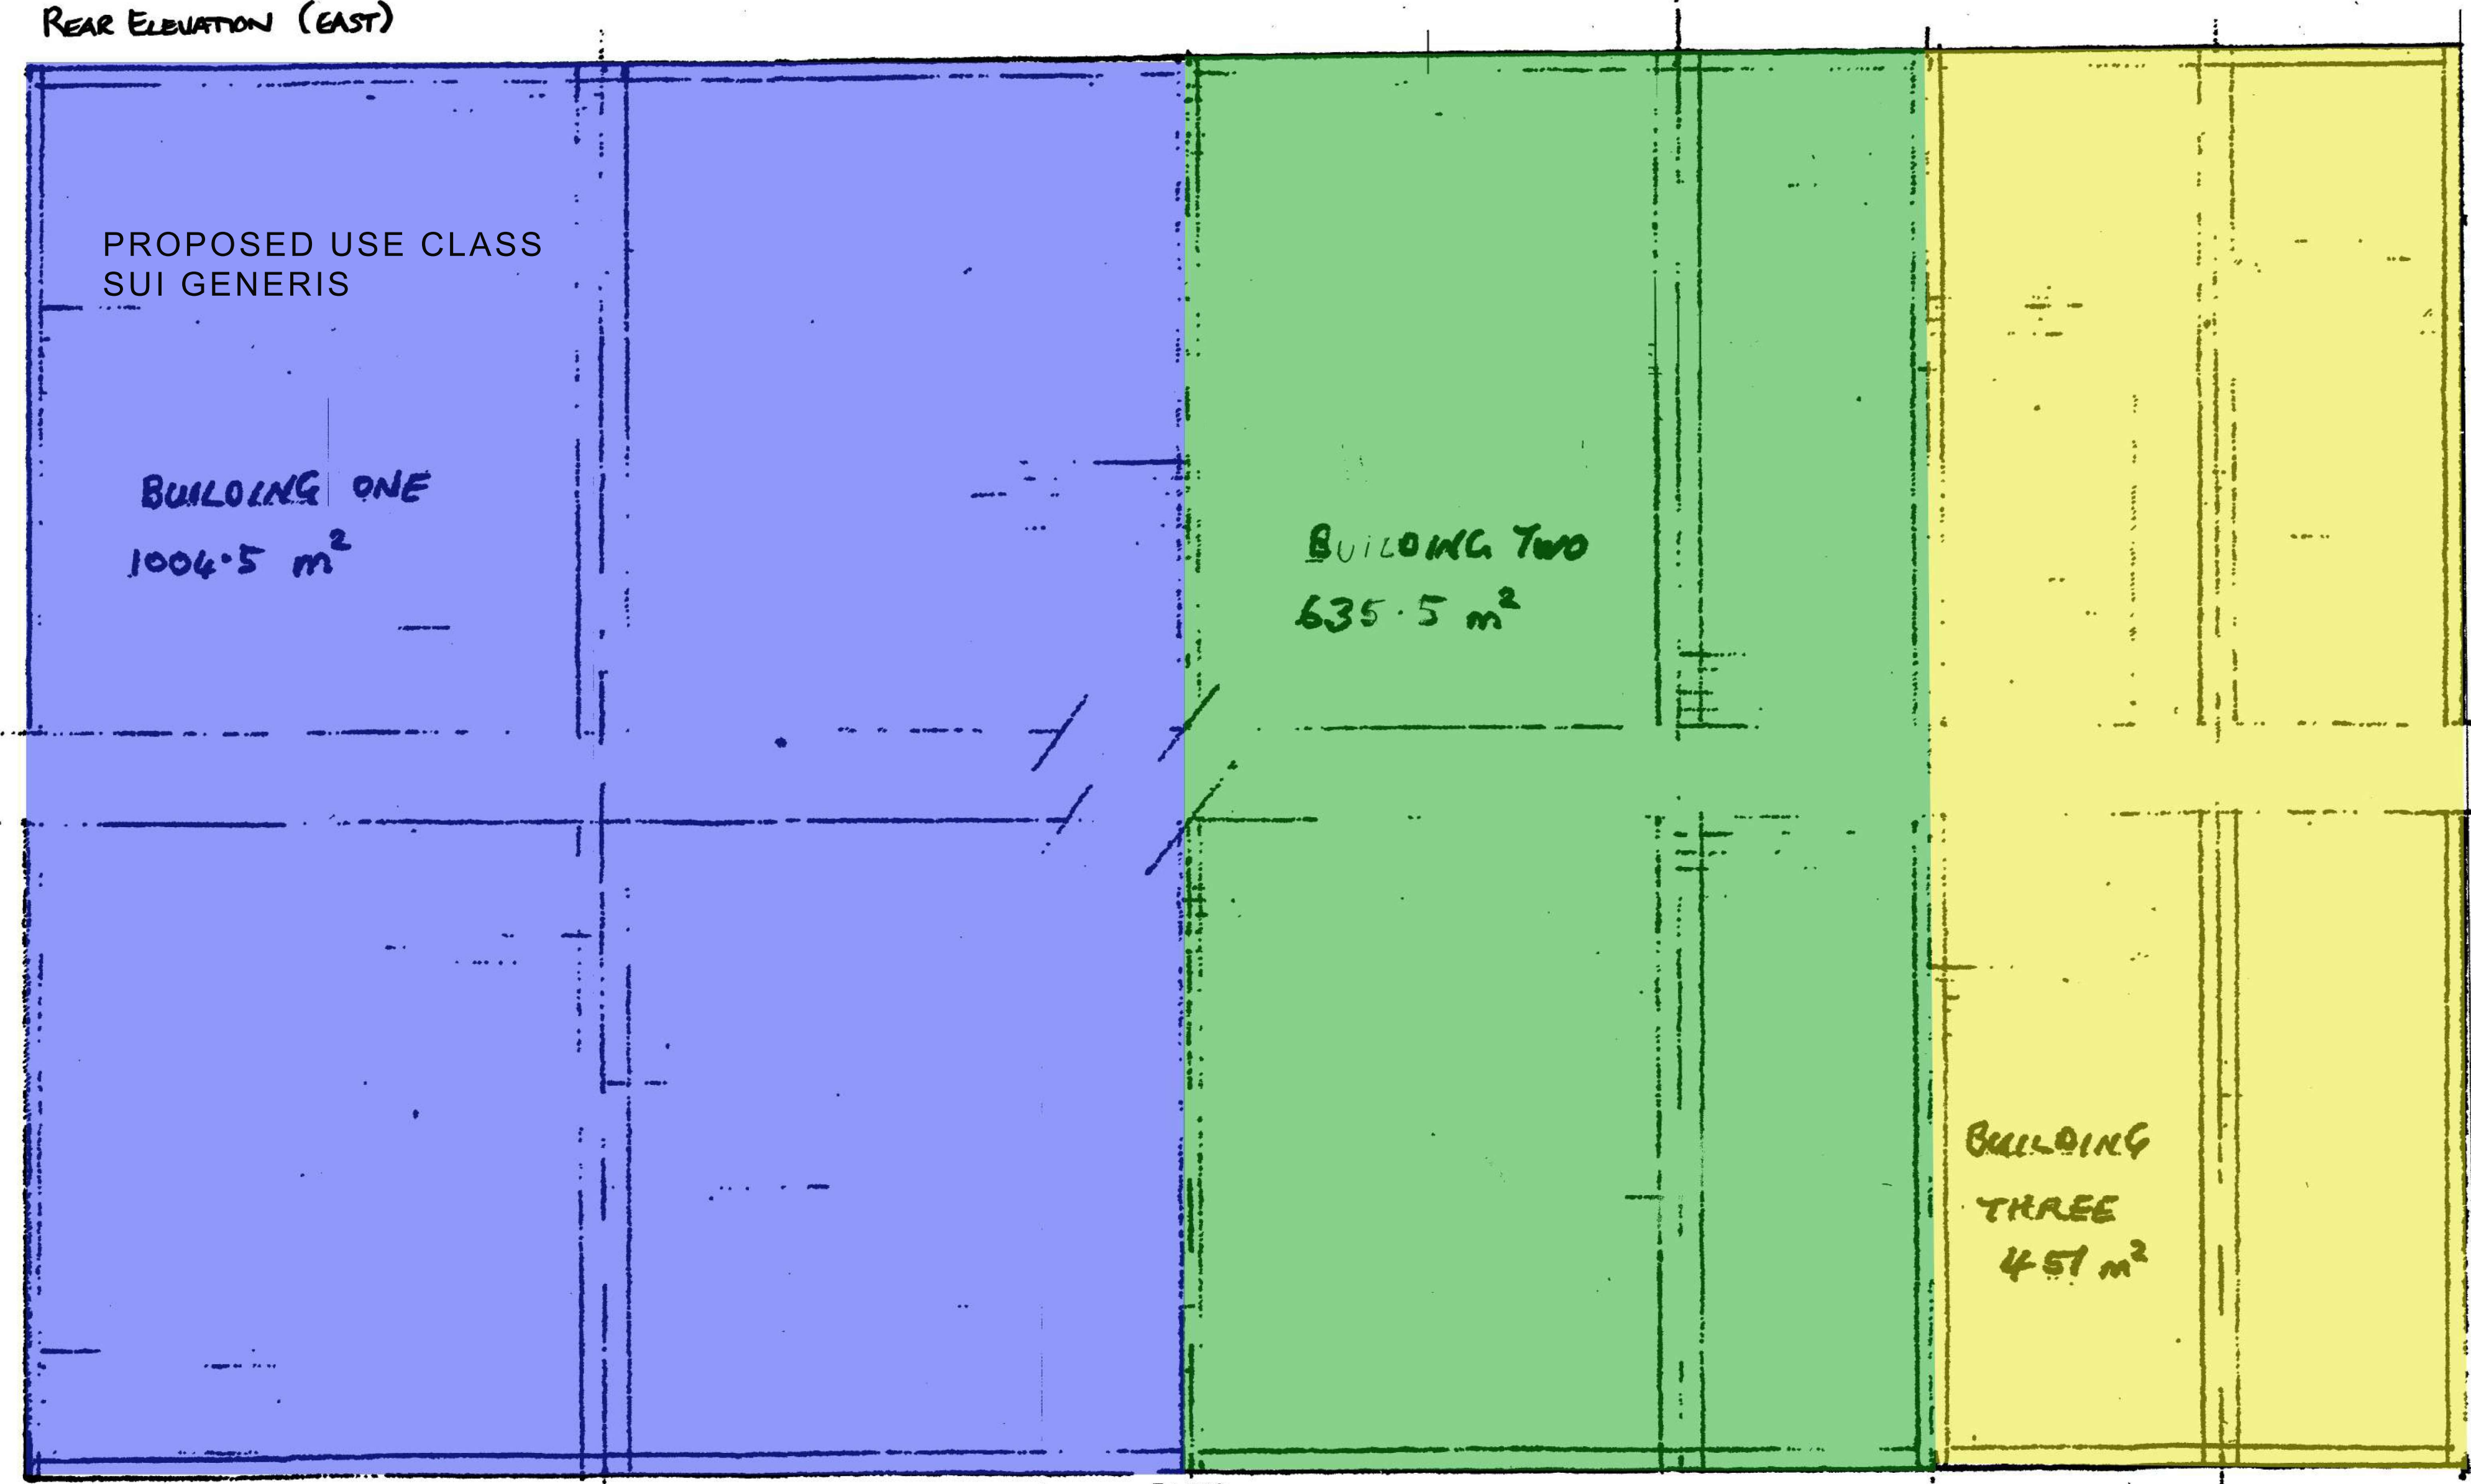 REAR ELEVATION (EAST)
PROPOSED USE CLASS
SUI GENERIS
BUILDING ONE
1004.5 m²
BUILDING TWO
635.5 m²
BUILDING
THREE
451 m²